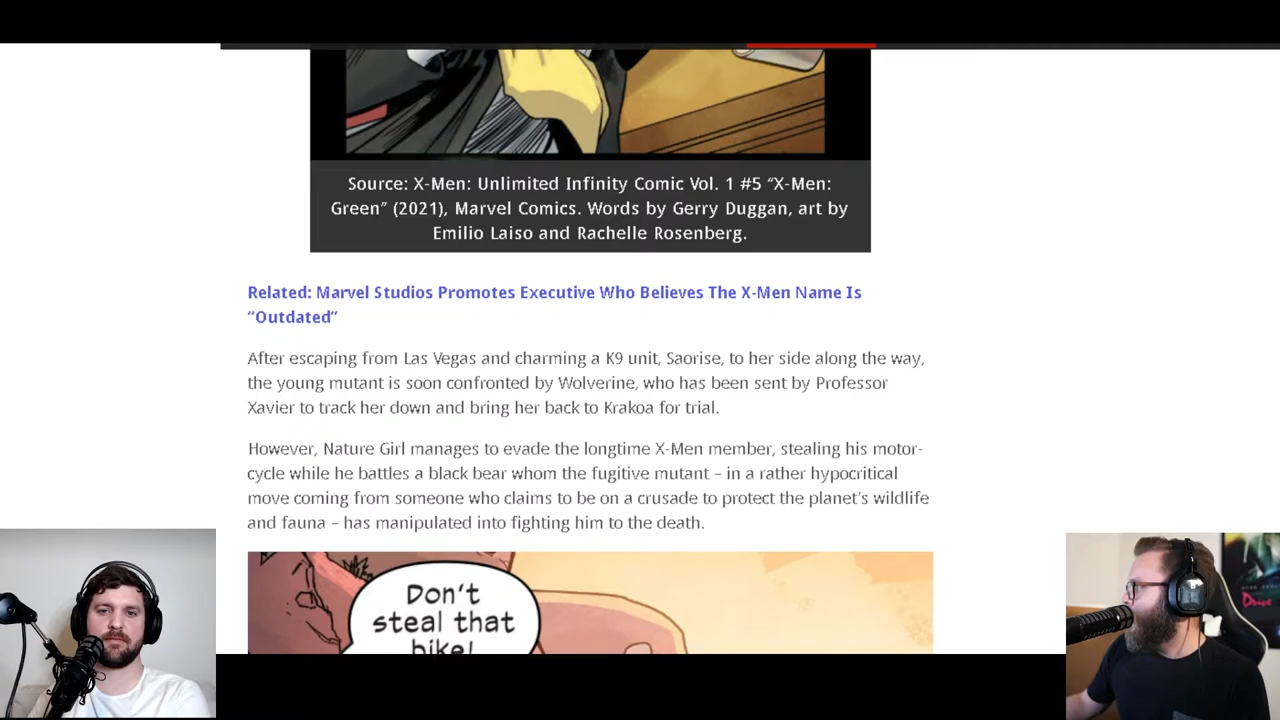 Source: X-Men: Unlimited Infinity Comic Vol. 1 #5 “X-Men:
Green” (2021), Marvel Comics. Words by Gerry Duggan, art by
Emilio Laiso and Rachelle Rosenberg.
Related: Marvel Studios Promotes Executive Who Believes The X-Men Name Is
“Outdated”
After escaping from Las Vegas and charming a K9 unit, Saorise, to her side along the way,
the young mutant is soon confronted by Wolverine, who has been sent by Professor
Xavier to track her down and bring her back to Krakoa for trial.
However, Nature Girl manages to evade the longtime X-Men member, stealing his motor-
cycle while he battles a black bear whom the fugitive mutant – in a rather hypocritical
move coming from someone who claims to be on a crusade to protect the planet’s wildlife
and fauna – has manipulated into fighting him to the death.
Don’t
steal that
bike!
Drive